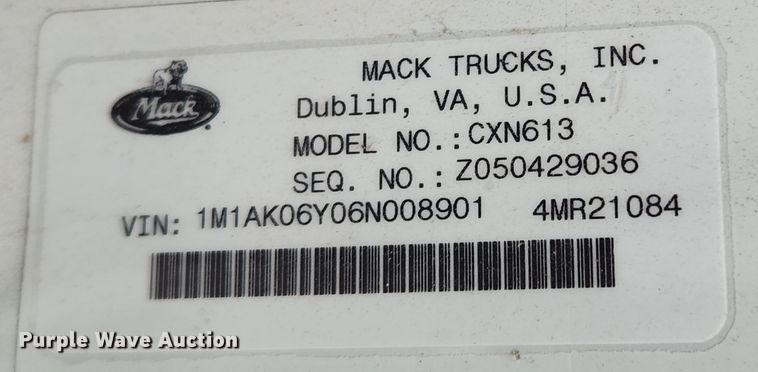 Mack
MACK TRUCKS, INC.
Dublin, VA, U.S.A.
MODEL NO.: CXN613
SEQ. NO.: Z050429036
VIN: 1M1AK06Y06N008901 4MR21084
Purple Wave Auction